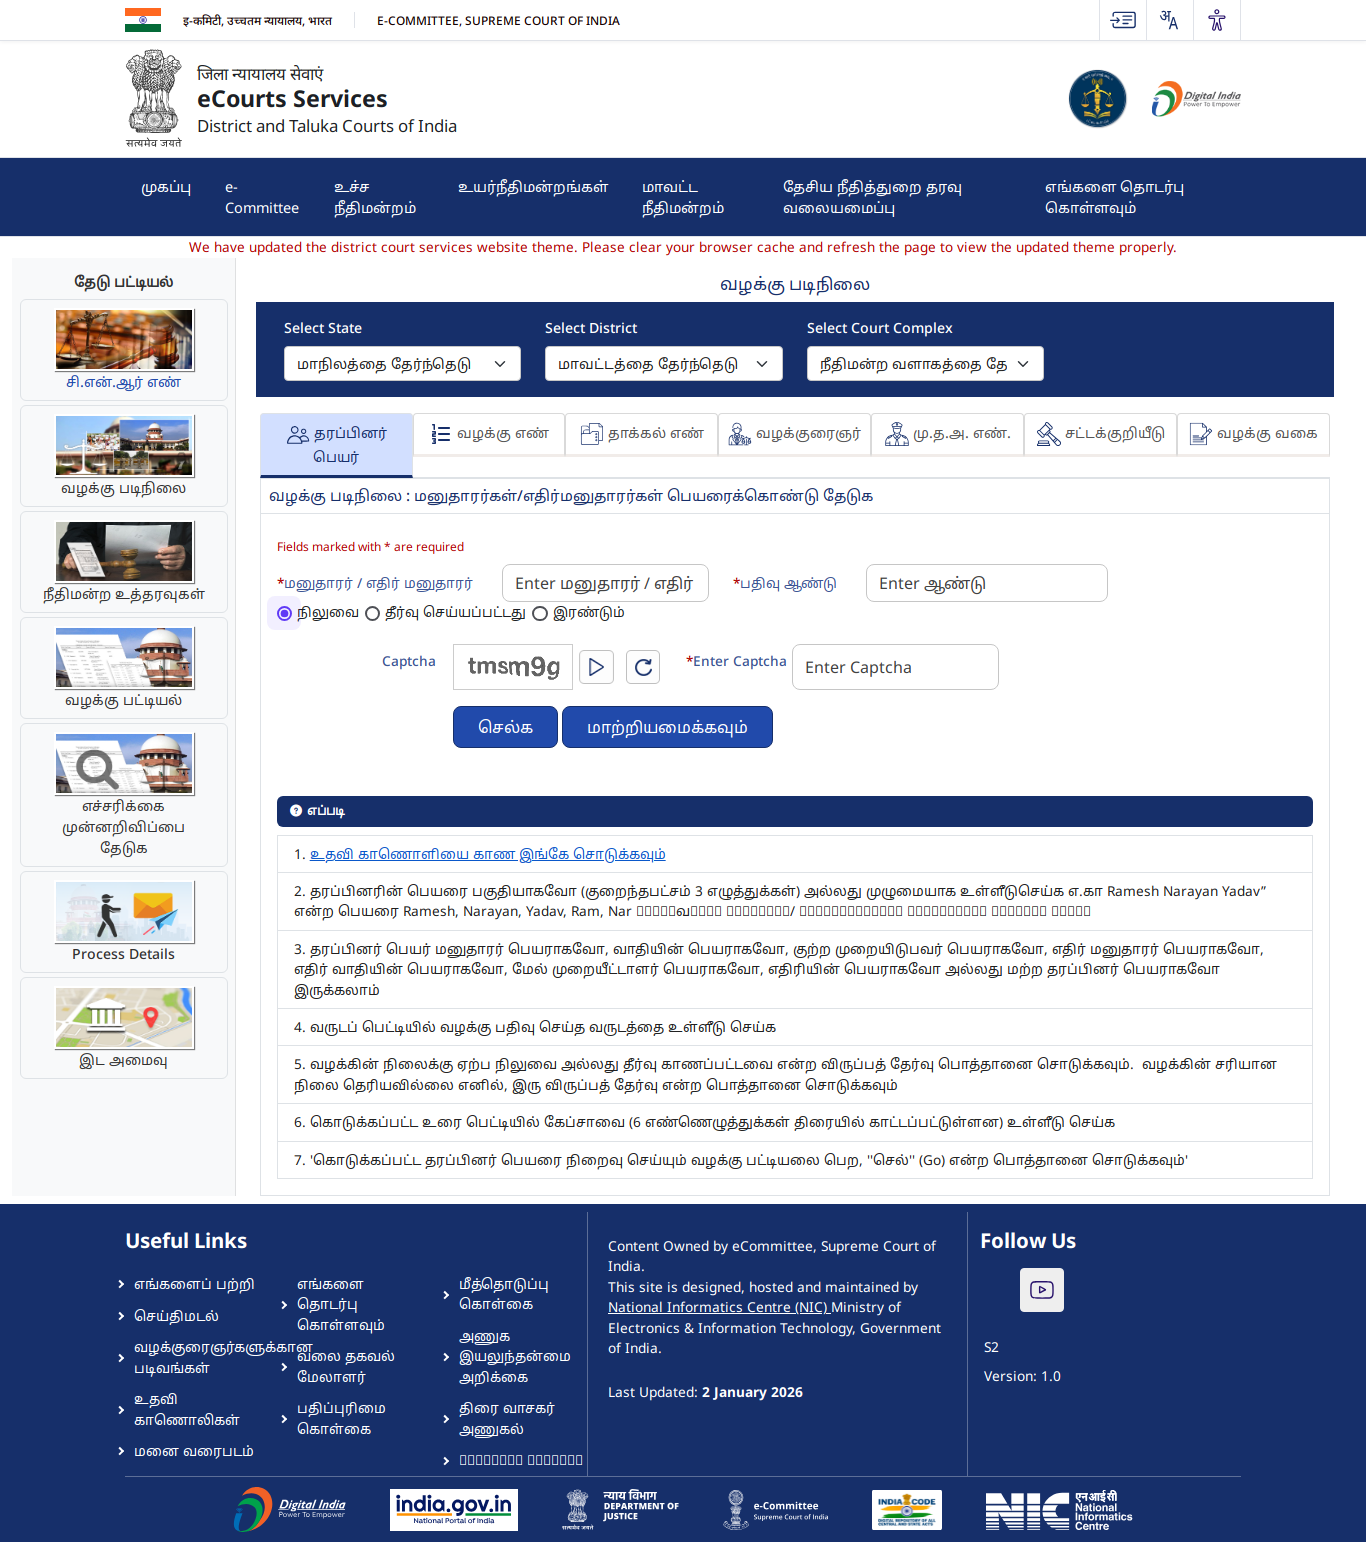 इ-कमिटी, उच्चतम न्यायालय, भारत
E-COMMITTEE, SUPREME COURT OF INDIA
अ A
सत्यमेव जयते
जिला न्यायालय सेवाएं
eCourts Services
District and Taluka Courts of India
Digital India
Power To Empower
முகப்பு
e-
Committee
உச்ச
நீதிமன்றம்
உயர்நீதிமன்றங்கள்
மாவட்ட
நீதிமன்றம்
தேசிய நீதித்துறை தரவு
வலையமைப்பு
எங்களை தொடர்பு
கொள்ளவும்
We have updated the district court services website theme. Please clear your browser cache and refresh the page to view the updated theme properly.
தேடு பட்டியல்
சி.என்.ஆர் எண்
வழக்கு படிநிலை
நீதிமன்ற உத்தரவுகள்
வழக்கு பட்டியல்
எச்சரிக்கை
முன்னறிவிப்பை
தேடுக
Process Details
இட அமைவு
வழக்கு படிநிலை
Select State
Select District
Select Court Complex
மாநிலத்தை தேர்ந்தெடு
மாவட்டத்தை தேர்ந்தெடு
நீதிமன்ற வளாகத்தை தே
தரப்பினர்
பெயர்
வழக்கு எண்
தாக்கல் எண்
வழக்குரைஞர்
மு.த.அ. எண்.
சட்டக்குறியீடு
வழக்கு வகை
வழக்கு படிநிலை : மனுதாரர்கள்/எதிர்மனுதாரர்கள் பெயரைக்கொண்டு தேடுக
Fields marked with * are required
*மனுதாரர் / எதிர் மனுதாரர்
Enter மனுதாரர் / எதிர்
*பதிவு ஆண்டு
Enter ஆண்டு
நிலுவை
தீர்வு செய்யப்பட்டது
இரண்டும்
Captcha
tmsm9g
*Enter Captcha
Enter Captcha
செல்க
மாற்றியமைக்கவும்
எப்படி
1. உதவி காணொளியை காண இங்கே சொடுக்கவும்
2. தரப்பினரின் பெயரை பகுதியாகவோ (குறைந்தபட்சம் 3 எழுத்துக்கள்) அல்லது முழுமையாக உள்ளீடுசெய்க எ.கா Ramesh Narayan Yadav”
என்ற பெயரை Ramesh, Narayan, Yadav, Ram, Nar
3. தரப்பினர் பெயர் மனுதாரர் பெயராகவோ, வாதியின் பெயராகவோ, குற்ற முறையிடுபவர் பெயராகவோ, எதிர் மனுதாரர் பெயராகவோ,
எதிர் வாதியின் பெயராகவோ, மேல் முறையீட்டாளர் பெயராகவோ, எதிரியின் பெயராகவோ அல்லது மற்ற தரப்பினர் பெயராகவோ
இருக்கலாம்
4. வருடப் பெட்டியில் வழக்கு பதிவு செய்த வருடத்தை உள்ளீடு செய்க
5. வழக்கின் நிலைக்கு ஏற்ப நிலுவை அல்லது தீர்வு காணப்பட்டவை என்ற விருப்பத் தேர்வு பொத்தானை சொடுக்கவும். வழக்கின் சரியான
நிலை தெரியவில்லை எனில், இரு விருப்பத் தேர்வு என்ற பொத்தானை சொடுக்கவும்
6. கொடுக்கப்பட்ட உரை பெட்டியில் கேப்சாவை (6 எண்ணெழுத்துக்கள் திரையில் காட்டப்பட்டுள்ளன) உள்ளீடு செய்க
7. 'கொடுக்கப்பட்ட தரப்பினர் பெயரை நிறைவு செய்யும் வழக்கு பட்டியலை பெற, ''செல்'' (Go) என்ற பொத்தானை சொடுக்கவும்'
Useful Links
எங்களைப் பற்றி
செய்திமடல்
வழக்குரைஞர்களுக்கான
படிவங்கள்
உதவி
காணொலிகள்
மனை வரைபடம்
எங்களை
தொடர்பு
கொள்ளவும்
வலை தகவல்
மேலாளர்
பதிப்புரிமை
கொள்கை
மீத்தொடுப்பு
கொள்கை
அணுக
இயலுந்தன்மை
அறிக்கை
திரை வாசகர்
அணுகல்
Content Owned by eCommittee, Supreme Court of
India.
This site is designed, hosted and maintained by
National Informatics Centre (NIC) Ministry of
Electronics & Information Technology, Government
of India.
Last Updated: 2 January 2026
Follow Us
S2
Version: 1.0
Digital India
Power To Empower
india.gov.in
National Portal of India
सत्यमेव जयते
न्याय विभाग
DEPARTMENT OF
JUSTICE
e-Committee
Supreme Court of India
INDIA CODE
DIGITAL REPOSITORY OF ALL
CENTRAL AND STATE ACTS
NIC
एन आई सी
National
Informatics
Centre